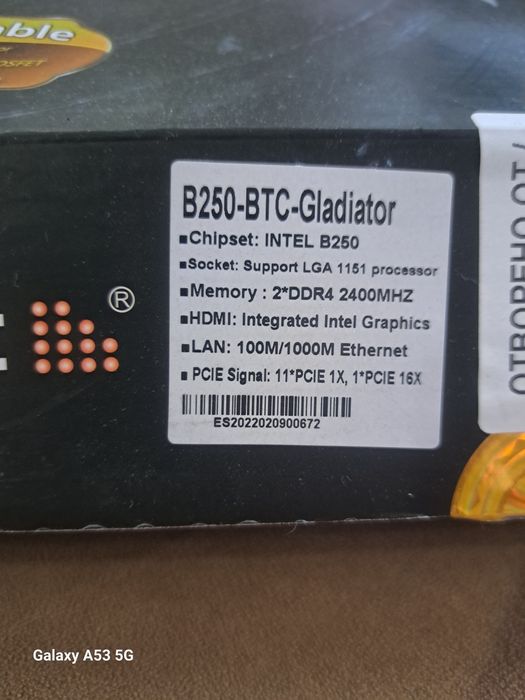 OSFET
B250-BTC-Gladiator
▪Chipset: INTEL B250
▪Socket: Support LGA 1151 processor
▪Memory : 2*DDR4 2400MHZ
▪HDMI: Integrated Intel Graphics
▪LAN: 100M/1000M Ethernet
▪ PCIE Signal: 11*PCIE 1X, 1*PCIE 16X
ES2022020900672
®
ОТВОРЕНО ОТ /
Galaxy A53 5G